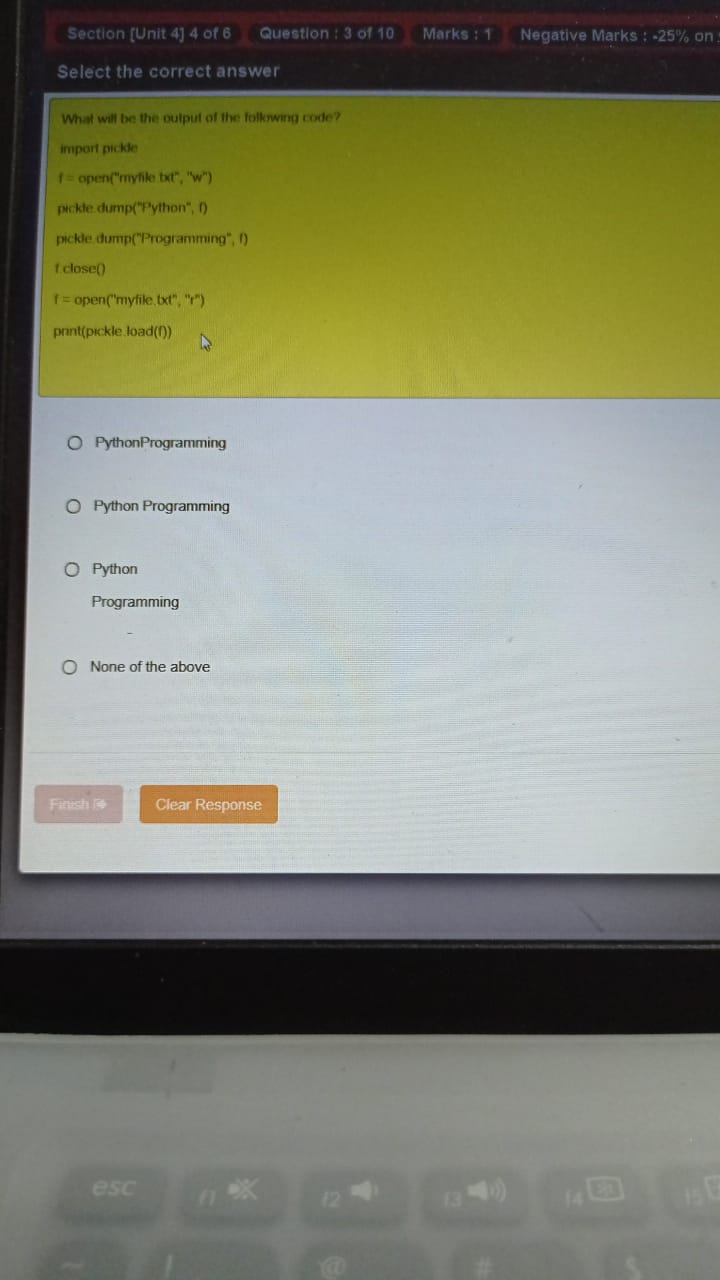 Section [Unit 4] 4 of 6 Question : 3 of 10 Marks : 1 Negative Marks : -25% on
Select the correct answer
What will be the output of the following code?
import pickle
f = open("myfile.txt", "w")
pickle.dump("Python", f)
pickle.dump("Programming", f)
f.close()
f = open("myfile.txt", "r")
print(pickle.load(f))
PythonProgramming
Python Programming
Python
Programming
None of the above
Finish
Clear Response
esc f1 f2 f3 f4 f5
~ ! @ # $